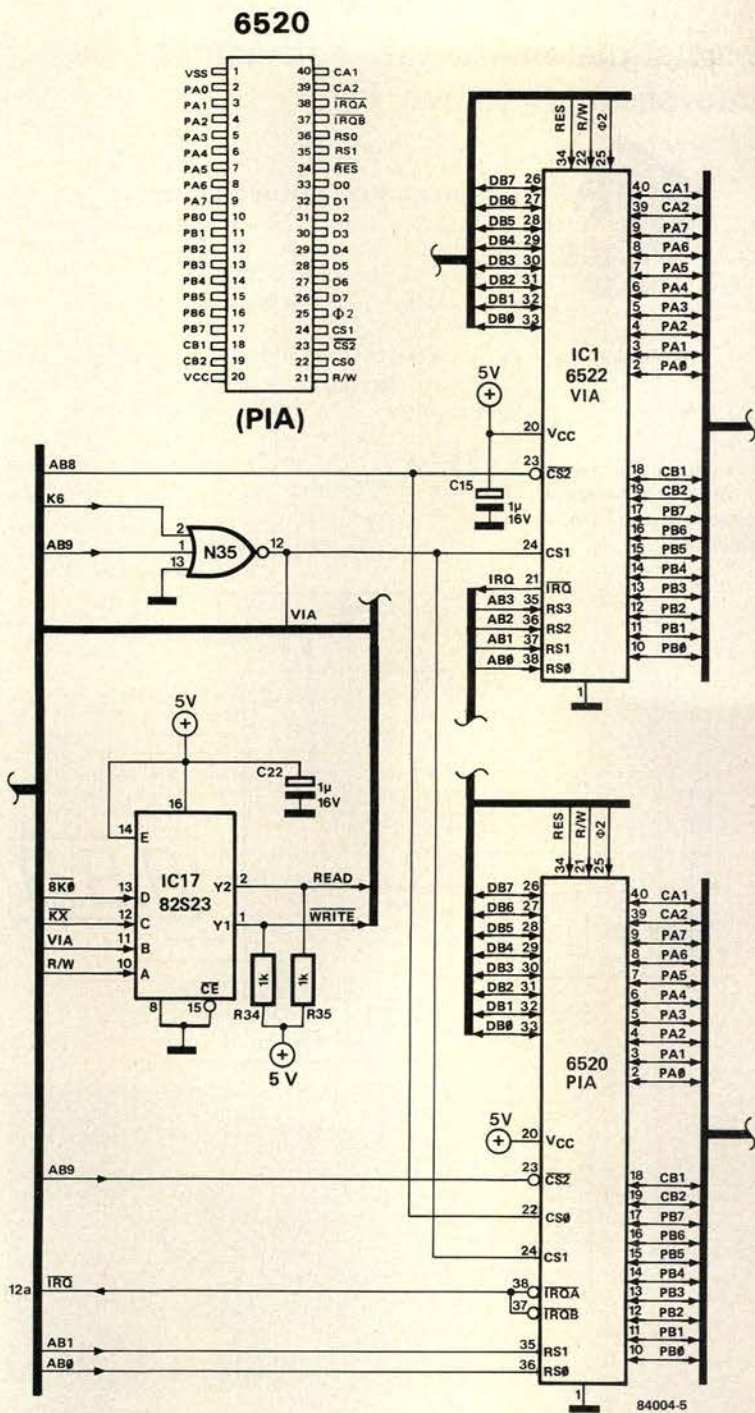 6520
VSS 1 40 CA1
PA0 2 39 CA2
PA1 3 38 IRQA
PA2 4 37 IRQB
PA3 5 36 RS0
PA4 6 35 RS1
PA5 7 34 RES
PA6 8 33 D0
PA7 9 32 D1
PB0 10 31 D2
PB1 11 30 D3
PB2 12 29 D4
PB3 13 28 D5
PB4 14 27 D6
PB5 15 26 D7
PB6 16 25 Φ2
PB7 17 24 CS1
CB1 18 23 CS2
CB2 19 22 CS0
VCC 20 21 R/W
(PIA)
RES R/W Φ2
34 22 25
DB7 26
DB6 27
DB5 28
DB4 29
DB3 30
DB2 31
DB1 32
DB0 33
40 CA1
39 CA2
9 PA7
8 PA6
7 PA5
6 PA4
5 PA3
4 PA2
3 PA1
2 PA0
IC1
6522
VIA
5V
20 VCC
23 CS2
C15
1µ
16V
24 CS1
18 CB1
19 CB2
17 PB7
16 PB6
15 PB5
14 PB4
13 PB3
12 PB2
11 PB1
10 PB0
IRQ 21 IRQ
AB3 35 RS3
AB2 36 RS2
AB1 37 RS1
AB0 38 RS0
1
AB8
K6
AB9
2
1
13
N35
12
VIA
5V
C22
1µ
16V
16
14 E
IC17
82S23
8K0 13 D
KX 12 C
VIA 11 B
R/W 10 A
Y2 2 READ
Y1 1 WRITE
8 15 CE
1k 1k
R34 R35
5 V
RES R/W Φ2
34 21 25
DB7 26
DB6 27
DB5 28
DB4 29
DB3 30
DB2 31
DB1 32
DB0 33
40 CA1
39 CA2
9 PA7
8 PA6
7 PA5
6 PA4
5 PA3
4 PA2
3 PA1
2 PA0
6520
PIA
5V
20 VCC
AB9 23 CS2
22 CS0
24 CS1
18 CB1
19 CB2
17 PB7
16 PB6
15 PB5
14 PB4
13 PB3
12 PB2
11 PB1
10 PB0
12a IRQ 38 IRQA
37 IRQB
AB1 35 RS1
AB0 36 RS0
1
84004-5